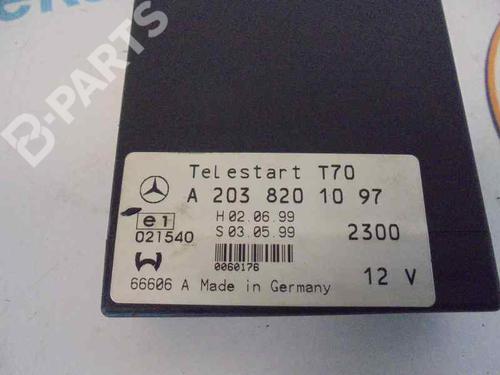 B-PARTS
Telestart T70
A 203 820 10 97
e1
021540
H 02.06.99
S 03.05.99
2300
0060176
66606 A Made in Germany
12 V